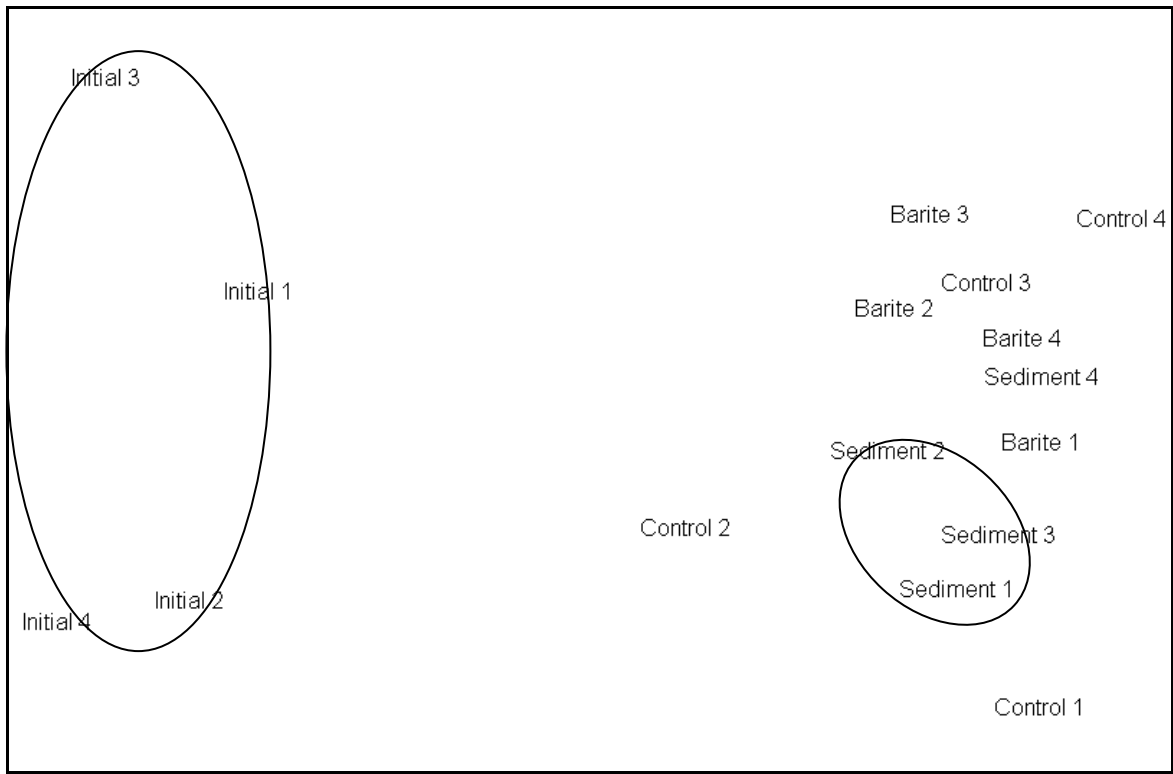 Initial 3
Barite 3
Control 4
Control 3
Initial 1
Barite 2
Barite 4
Sediment 4
Barite 1
Sediment 2
Control 2
Sediment 3
Sediment 1
Initial 2
Initial 4
Control 1